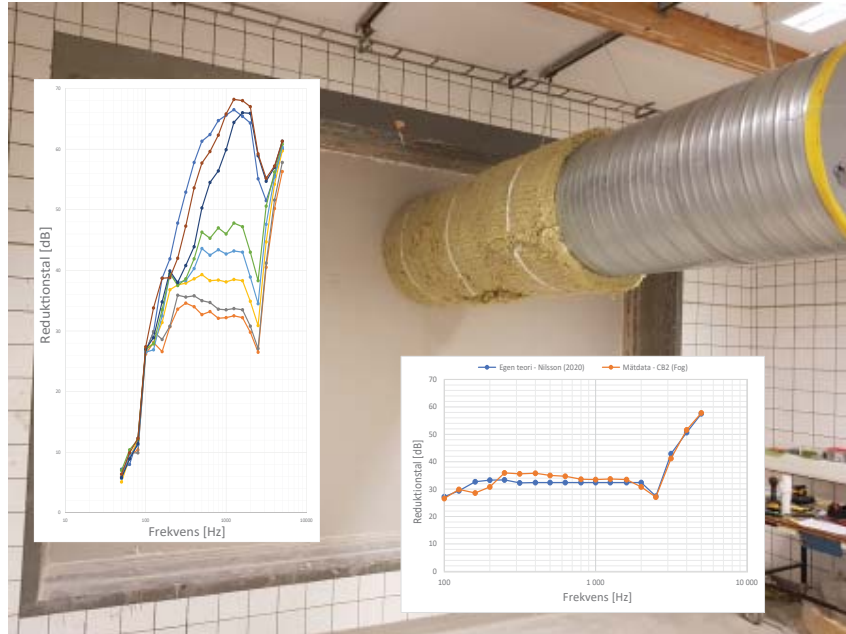 70
60
50
40
30
20
10
0
Reduktionstal [dB]
10 100 1000 10000
Frekvens [Hz]
Egen teori - Nilsson (2020) Mätdata - CB2 (Fog)
70
60
50
40
30
20
10
0
Reduktionstal [dB]
100 1 000 10 000
Frekvens [Hz]